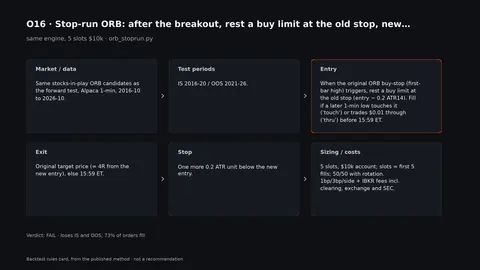 O16 · Stop-run ORB: after the breakout, rest a buy limit at the old stop, new…
same engine, 5 slots $10k · orb_stoprun.py
Market / data
Same stocks-in-play ORB candidates as
the forward test, Alpaca 1-min, 2016-10
to 2026-10.
›
Test periods
IS 2016-20 / OOS 2021-26.
›
Entry
When the original ORB buy-stop (first-
bar high) triggers, rest a buy limit at
the old stop (entry − 0.2 ATR14). Fill
if a later 1-min low touches it
('touch') or trades $0.01 through
('thru') before 15:59 ET.
Exit
Original target price (= 4R from the
new entry), else 15:59 ET.
›
Stop
One more 0.2 ATR unit below the new
entry.
›
Sizing / costs
5 slots, $10k account; slots = first 5
fills; 50/50 with rotation.
1bp/3bp/side + IBKR fees incl.
clearing, exchange and SEC.
Verdict: FAIL · loses IS and OOS; 73% of orders fill
Backtest rules card, from the published method · not a recommendation.